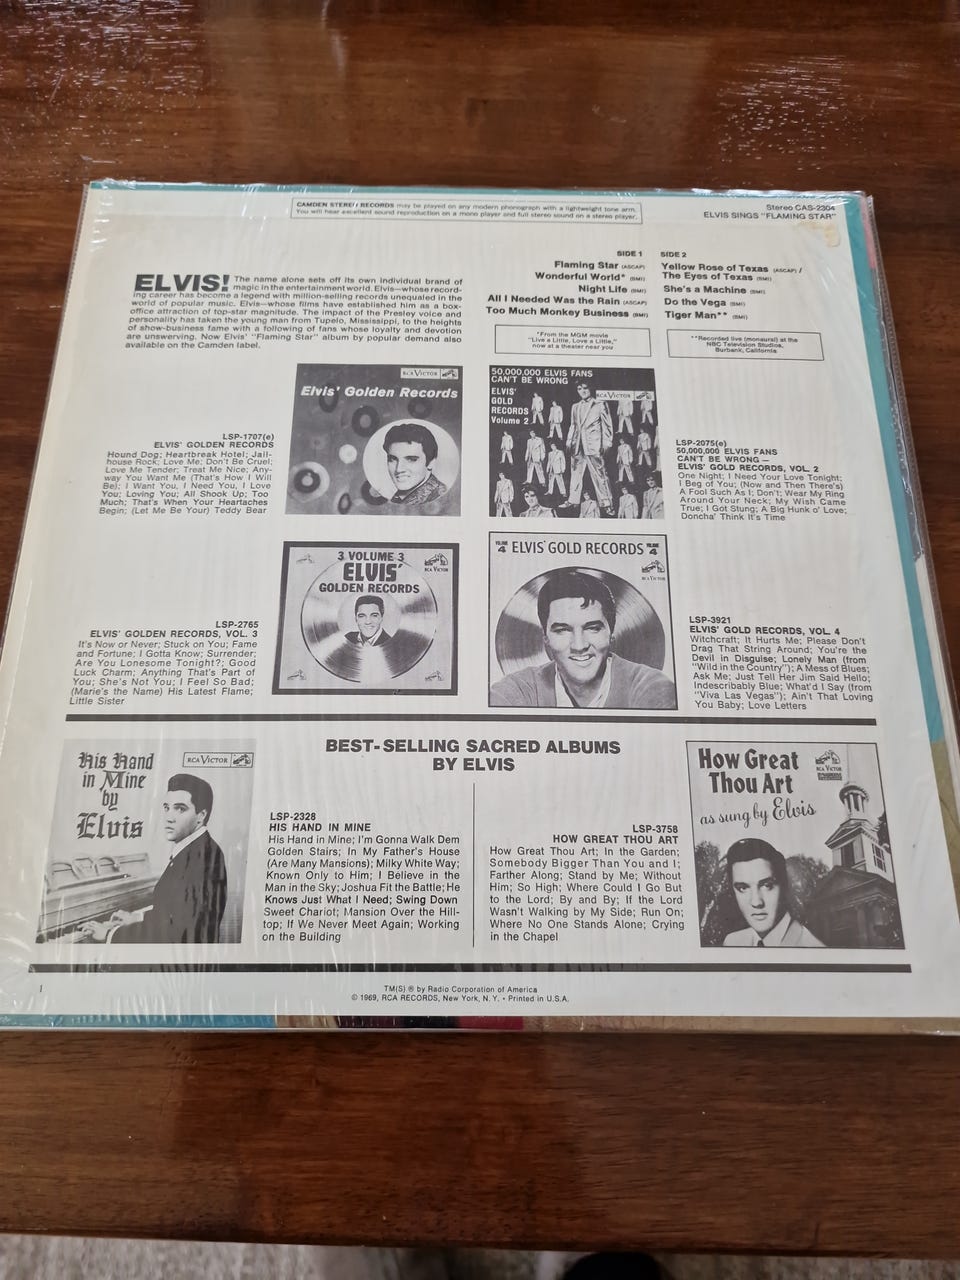 CAMDEN STEREO RECORDS may be played on any modern phonograph with a lightweight tone arm.
You will hear excellent sound reproduction on a mono player and full stereo sound on a stereo player.
Stereo CAS-2304
ELVIS SINGS "FLAMING STAR"
ELVIS! The name alone sets off its own individual brand of
magic in the entertainment world. Elvis—whose record-
ing career has become a legend with million-selling records unequaled in the
world of popular music. Elvis—whose films have established him as a box-
office attraction of top-star magnitude. The impact of the Presley voice and
personality has taken the young man from Tupelo, Mississippi, to the heights
of show-business fame with a following of fans whose loyalty and devotion
are unswerving. Now Elvis' "Flaming Star" album by popular demand also
available on the Camden label.
SIDE 1
Flaming Star (ASCAP)
Wonderful World* (BMI)
Night Life (BMI)
All I Needed Was the Rain (ASCAP)
Too Much Monkey Business (BMI)
*From the MGM movie
"Live a Little, Love a Little,"
now at a theater near you
SIDE 2
Yellow Rose of Texas (ASCAP) /
The Eyes of Texas (BMI)
She's a Machine (BMI)
Do the Vega (BMI)
Tiger Man** (BMI)
**Recorded live (monaural) at the
NBC Television Studios,
Burbank, California
LSP-1707(e)
ELVIS' GOLDEN RECORDS
Hound Dog; Heartbreak Hotel; Jail-
house Rock; Love Me; Don't Be Cruel;
Love Me Tender; Treat Me Nice; Any-
way You Want Me (That's How I Will
Be); I Want You, I Need You, I Love
You; Loving You; All Shook Up; Too
Much; That's When Your Heartaches
Begin; (Let Me Be Your) Teddy Bear
RCA VICTOR
Elvis' Golden Records
50,000,000 ELVIS FANS
CAN'T BE WRONG
ELVIS'
GOLD
RECORDS
Volume 2
RCA VICTOR
LSP-2075(e)
50,000,000 ELVIS FANS
CAN'T BE WRONG—
ELVIS' GOLD RECORDS, VOL. 2
One Night; I Need Your Love Tonight;
I Beg of You; (Now and Then There's)
A Fool Such As I; Don't; Wear My Ring
Around Your Neck; My Wish Came
True; I Got Stung; A Big Hunk o' Love;
Doncha' Think It's Time
LSP-2765
ELVIS' GOLDEN RECORDS, VOL. 3
It's Now or Never; Stuck on You; Fame
and Fortune; I Gotta Know; Surrender;
Are You Lonesome Tonight?; Good
Luck Charm; Anything That's Part of
You; She's Not You; I Feel So Bad;
(Marie's the Name) His Latest Flame;
Little Sister
3 VOLUME 3
ELVIS'
GOLDEN RECORDS
RCA VICTOR
VOLUME 4 ELVIS' GOLD RECORDS VOLUME 4
RCA VICTOR
LSP-3921
ELVIS' GOLD RECORDS, VOL. 4
Witchcraft; It Hurts Me; Please Don't
Drag That String Around; You're the
Devil in Disguise; Lonely Man (from
"Wild in the Country"); A Mess of Blues;
Ask Me; Just Tell Her Jim Said Hello;
Indescribably Blue; What'd I Say (from
"Viva Las Vegas"); Ain't That Loving
You Baby; Love Letters
BEST-SELLING SACRED ALBUMS
BY ELVIS
His Hand
in Mine
by
Elvis
RCA VICTOR
LSP-2328
HIS HAND IN MINE
His Hand in Mine; I'm Gonna Walk Dem
Golden Stairs; In My Father's House
(Are Many Mansions); Milky White Way;
Known Only to Him; I Believe in the
Man in the Sky; Joshua Fit the Battle; He
Knows Just What I Need; Swing Down
Sweet Chariot; Mansion Over the Hill-
top; If We Never Meet Again; Working
on the Building
LSP-3758
HOW GREAT THOU ART
How Great Thou Art; In the Garden;
Somebody Bigger Than You and I;
Farther Along; Stand by Me; Without
Him; So High; Where Could I Go But
to the Lord; By and By; If the Lord
Wasn't Walking by My Side; Run On;
Where No One Stands Alone; Crying
in the Chapel
How Great
Thou Art
as sung by Elvis
RCA VICTOR
1
TM(S) ® by Radio Corporation of America
© 1969, RCA RECORDS, New York, N.Y. • Printed in U.S.A.